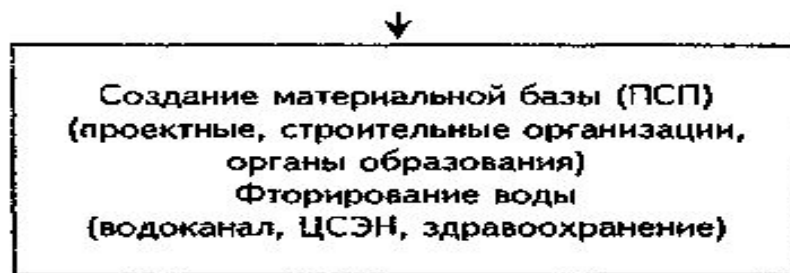 Создание материальной базы (ПСП)
(проектные, строительные организации,
органы образования)
Фторирование воды
(водоканал, ЦСЭН, здравоохранение)